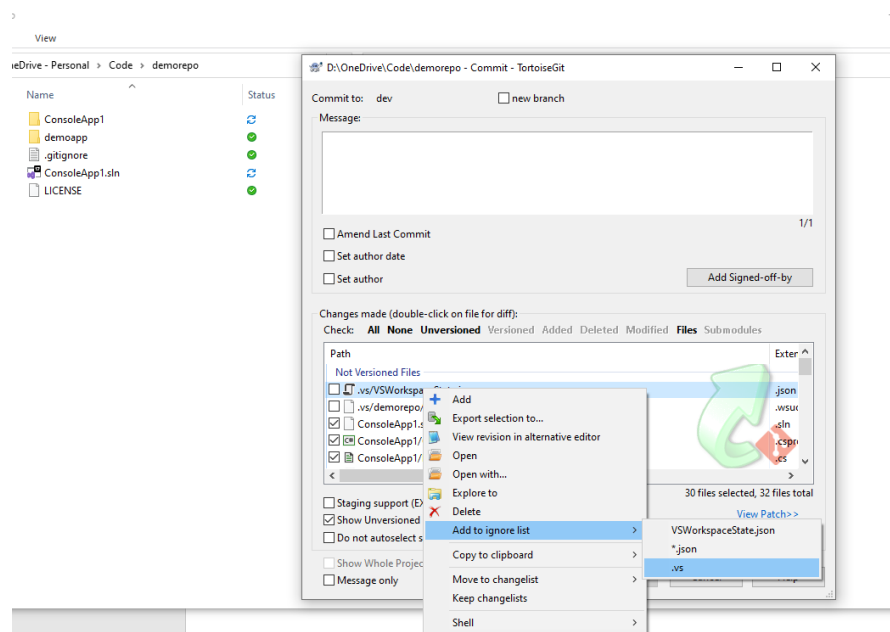 View
eDrive - Personal > Code > demorepo
Name
Status
ConsoleApp1
demoapp
.gitignore
ConsoleApp1.sln
LICENSE
D:\OneDrive\Code\demorepo - Commit - TortoiseGit
Commit to: dev
new branch
Message:
1/1
Amend Last Commit
Set author date
Set author
Add Signed-off-by
Changes made (double-click on file for diff):
Check: All None Unversioned Versioned Added Deleted Modified Files Submodules
Path
Exter
Not Versioned Files
.vs/VSWorkspa
.json
.vs/demorepo/
.wsu
ConsoleApp1.s
.sln
ConsoleApp1/
.cspr
ConsoleApp1/
.cs
30 files selected, 32 files total
View Patch>>
Staging support (EX
Show Unversioned
Do not autoselect s
Show Whole Projec
Message only
Add
Export selection to...
View revision in alternative editor
Open
Open with...
Explore to
Delete
Add to ignore list
Copy to clipboard
Move to changelist
Keep changelists
Shell
VSWorkspaceState.json
*.json
.vs